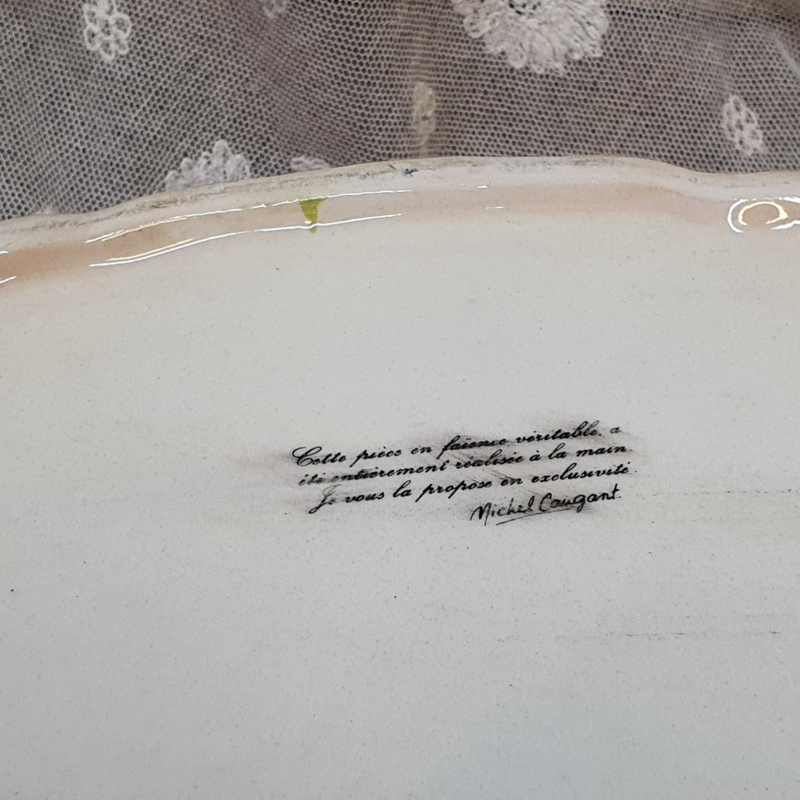 Cette pièce en faïence véritable, a
été entièrement réalisée à la main.
Je vous la propose en exclusivité.
Michel Caugant.